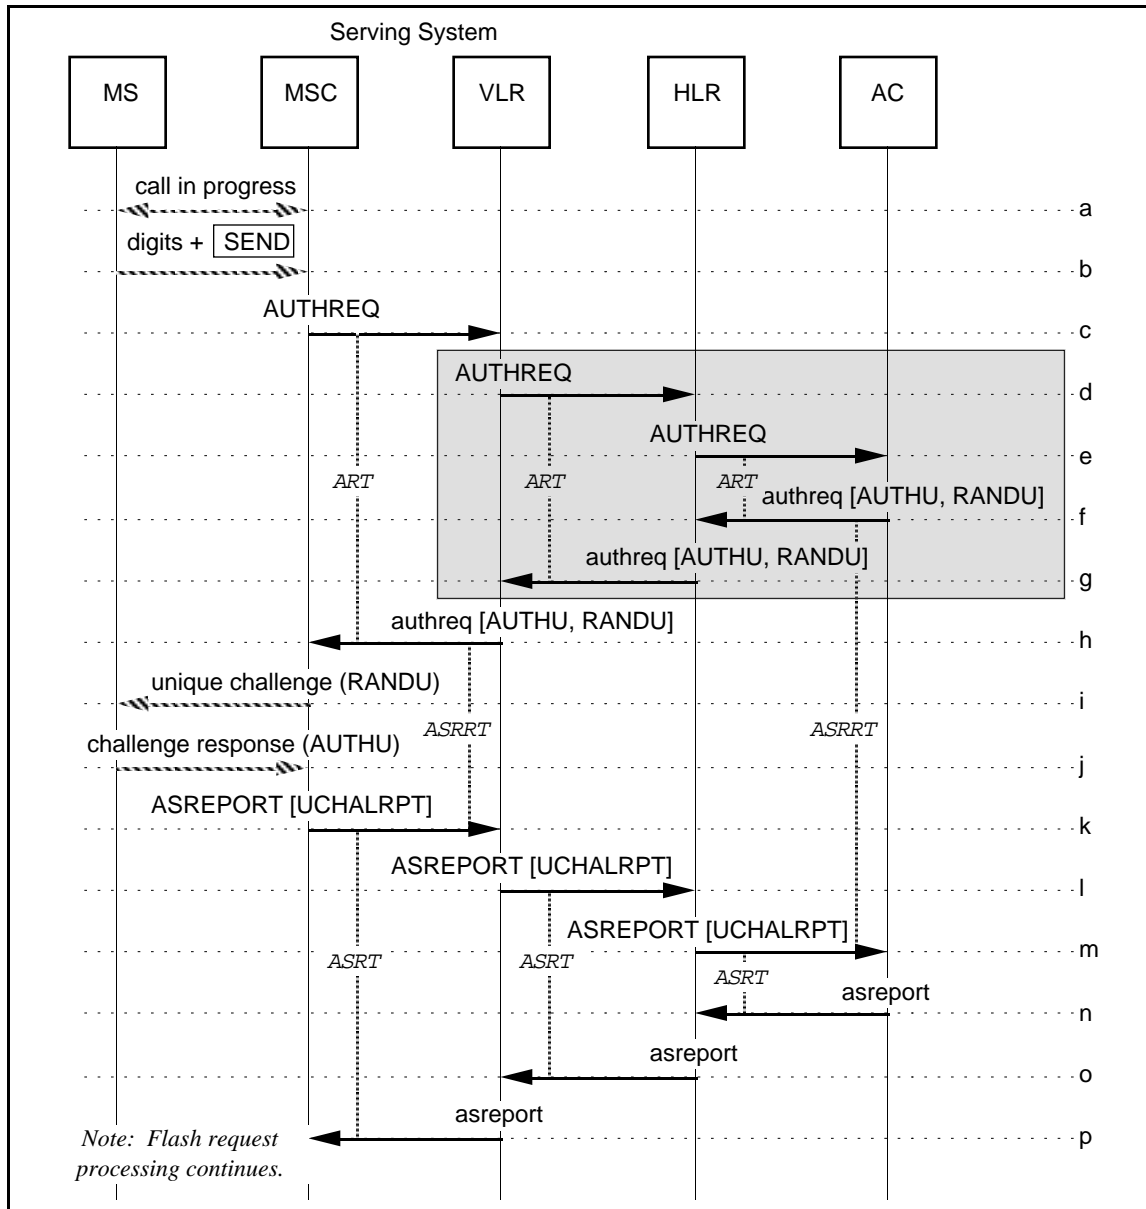 Serving System
MS
MSC
VLR
HLR
AC
call in progress
a
digits + SEND
b
AUTHREQ
c
AUTHREQ
d
AUTHREQ
e
ART
ART
ART
authreq [AUTHU, RANDU]
f
authreq [AUTHU, RANDU]
g
authreq [AUTHU, RANDU]
h
unique challenge (RANDU)
i
ASRRT
ASRRT
challenge response (AUTHU)
j
ASREPORT [UCHALRPT]
k
ASREPORT [UCHALRPT]
l
ASREPORT [UCHALRPT]
m
ASRT
ASRT
ASRT
asreport
n
asreport
o
asreport
p
Note: Flash request
processing continues.